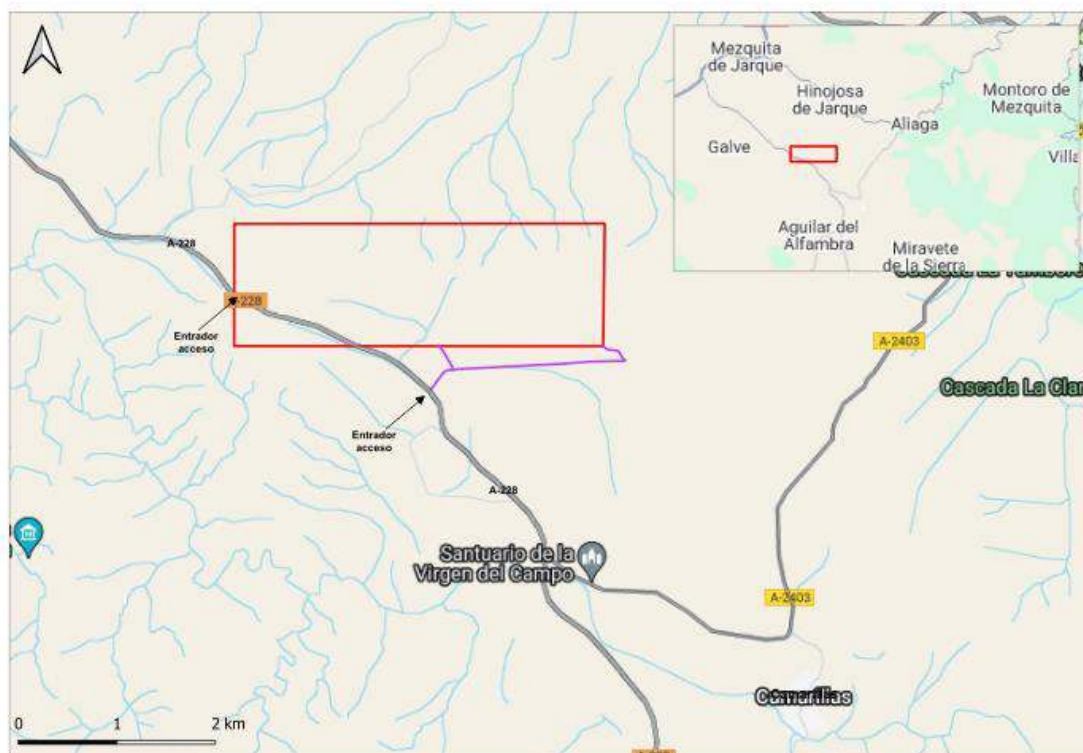 Mezquita
de Jarque
Hinojosa
de Jarque
Montoro de
Mezquita
Aliaga
Galve
Villa
Aguilar del
Alfambra
Miravete
de la Sierra
A-228
-228
Entrador
acceso
A-2403
Cascada La Clar
Entrador
acceso
A-228
Santuario de la
Virgen del Campo
A-2403
Camarillas
0 1 2 km